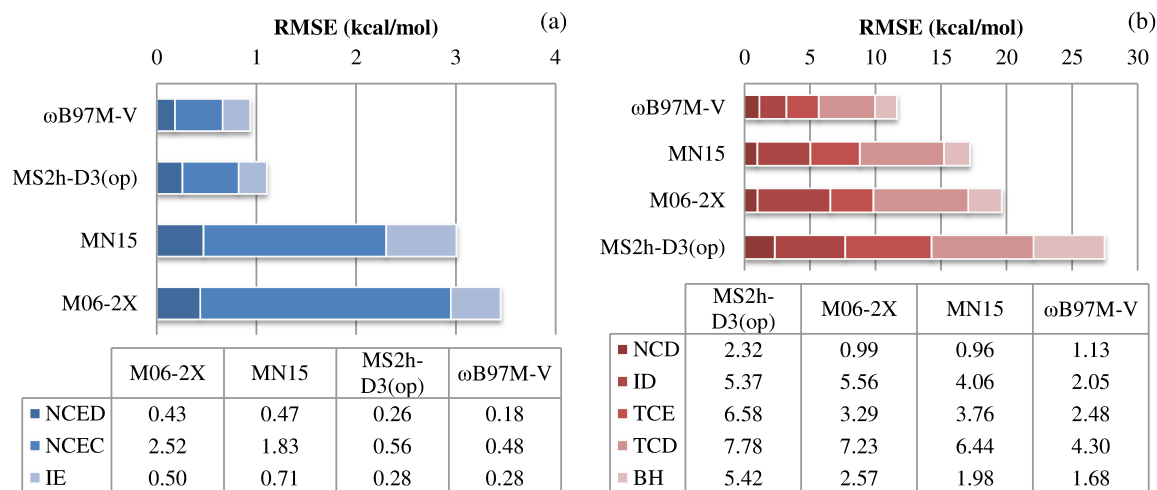 RMSE (kcal/mol) (a)
0 1 2 3 4
ωB97M-V
MS2h-D3(op)
MN15
M06-2X
M06-2X MN15 MS2h-D3(op) ωB97M-V
NCED 0.43 0.47 0.26 0.18
NCEC 2.52 1.83 0.56 0.48
IE 0.50 0.71 0.28 0.28
RMSE (kcal/mol) (b)
0 5 10 15 20 25 30
ωB97M-V
MN15
M06-2X
MS2h-D3(op)
MS2h-D3(op) M06-2X MN15 ωB97M-V
NCD 2.32 0.99 0.96 1.13
ID 5.37 5.56 4.06 2.05
TCE 6.58 3.29 3.76 2.48
TCD 7.78 7.23 6.44 4.30
BH 5.42 2.57 1.98 1.68